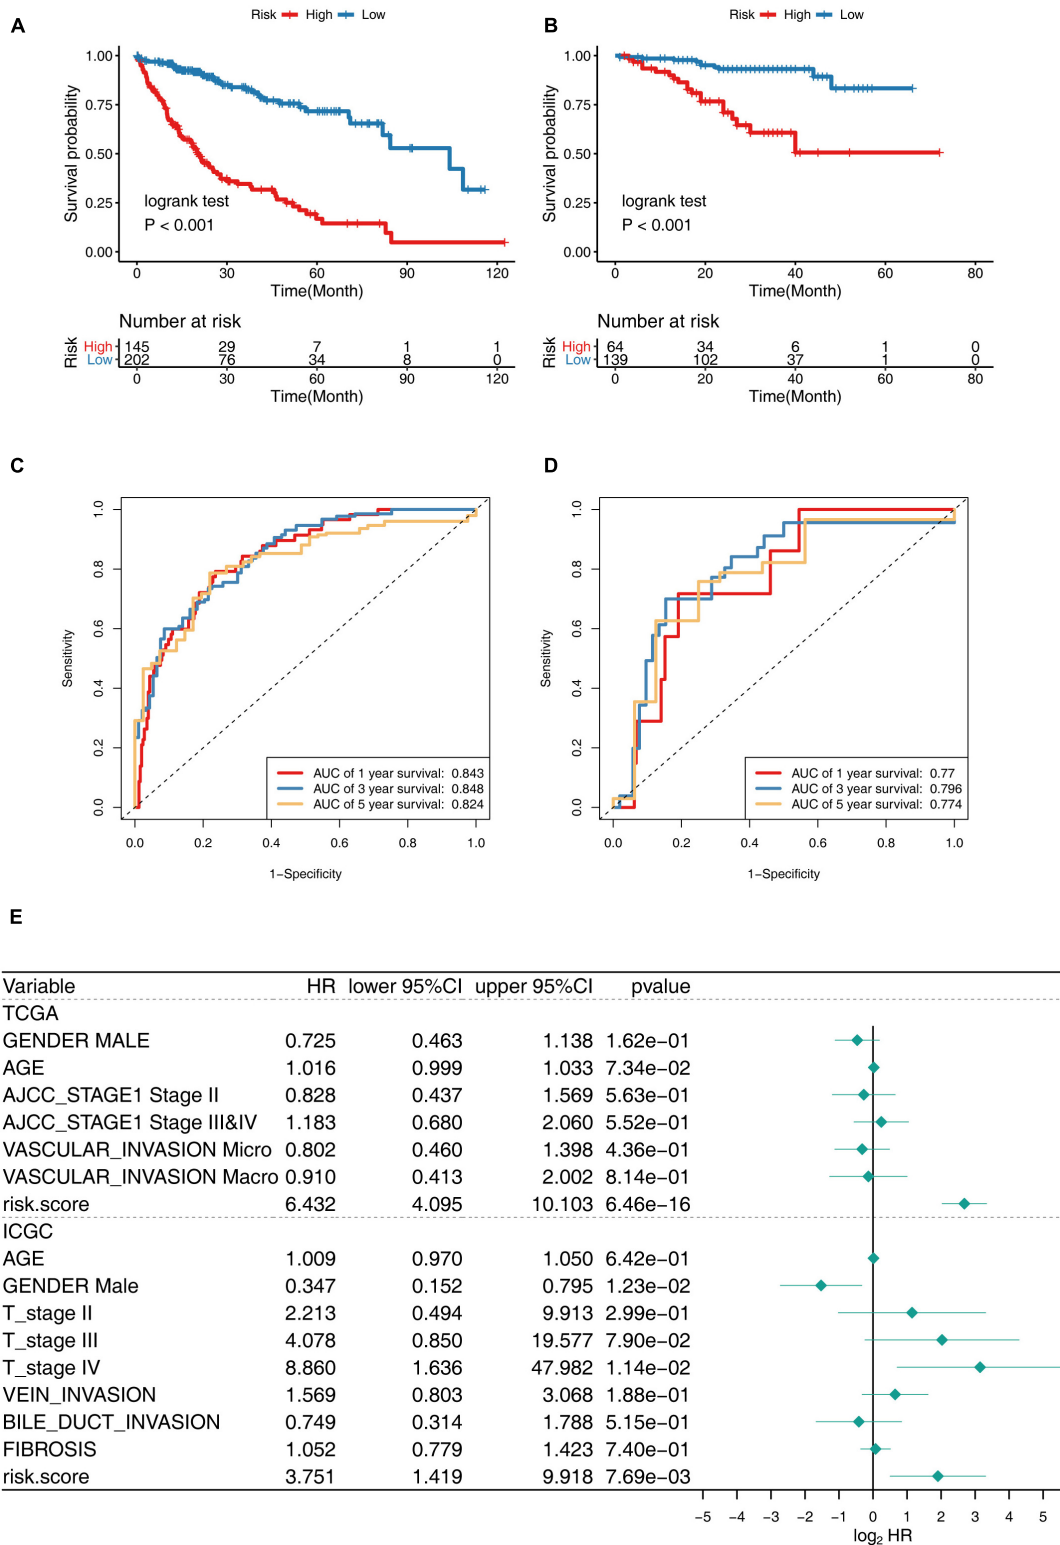 A
Risk High Low
Survival probability
1.00
0.75
0.50
0.25
0.00
logrank test
P < 0.001
0 30 60 90 120
Time(Month)
Number at risk
Risk
High 145 29 7 1 1
Low 202 76 34 8 0
0 30 60 90 120
Time(Month)
B
Risk High Low
Survival probability
1.00
0.75
0.50
0.25
0.00
logrank test
P < 0.001
0 20 40 60 80
Time(Month)
Number at risk
Risk
High 64 34 6 1 0
Low 139 102 37 1 0
0 20 40 60 80
Time(Month)
C
Sensitivity
1.0
0.8
0.6
0.4
0.2
0.0
AUC of 1 year survival: 0.843
AUC of 3 year survival: 0.848
AUC of 5 year survival: 0.824
0.0 0.2 0.4 0.6 0.8 1.0
1−Specificity
D
Sensitivity
1.0
0.8
0.6
0.4
0.2
0.0
AUC of 1 year survival: 0.77
AUC of 3 year survival: 0.796
AUC of 5 year survival: 0.774
0.0 0.2 0.4 0.6 0.8 1.0
1−Specificity
E
Variable HR lower 95%CI upper 95%CI pvalue
TCGA
GENDER MALE 0.725 0.463 1.138 1.62e−01
AGE 1.016 0.999 1.033 7.34e−02
AJCC_STAGE1 Stage II 0.828 0.437 1.569 5.63e−01
AJCC_STAGE1 Stage III&IV 1.183 0.680 2.060 5.52e−01
VASCULAR_INVASION Micro 0.802 0.460 1.398 4.36e−01
VASCULAR_INVASION Macro 0.910 0.413 2.002 8.14e−01
risk.score 6.432 4.095 10.103 6.46e−16
ICGC
AGE 1.009 0.970 1.050 6.42e−01
GENDER Male 0.347 0.152 0.795 1.23e−02
T_stage II 2.213 0.494 9.913 2.99e−01
T_stage III 4.078 0.850 19.577 7.90e−02
T_stage IV 8.860 1.636 47.982 1.14e−02
VEIN_INVASION 1.569 0.803 3.068 1.88e−01
BILE_DUCT_INVASION 0.749 0.314 1.788 5.15e−01
FIBROSIS 1.052 0.779 1.423 7.40e−01
risk.score 3.751 1.419 9.918 7.69e−03
−5 −4 −3 −2 −1 0 1 2 3 4 5
log₂ HR